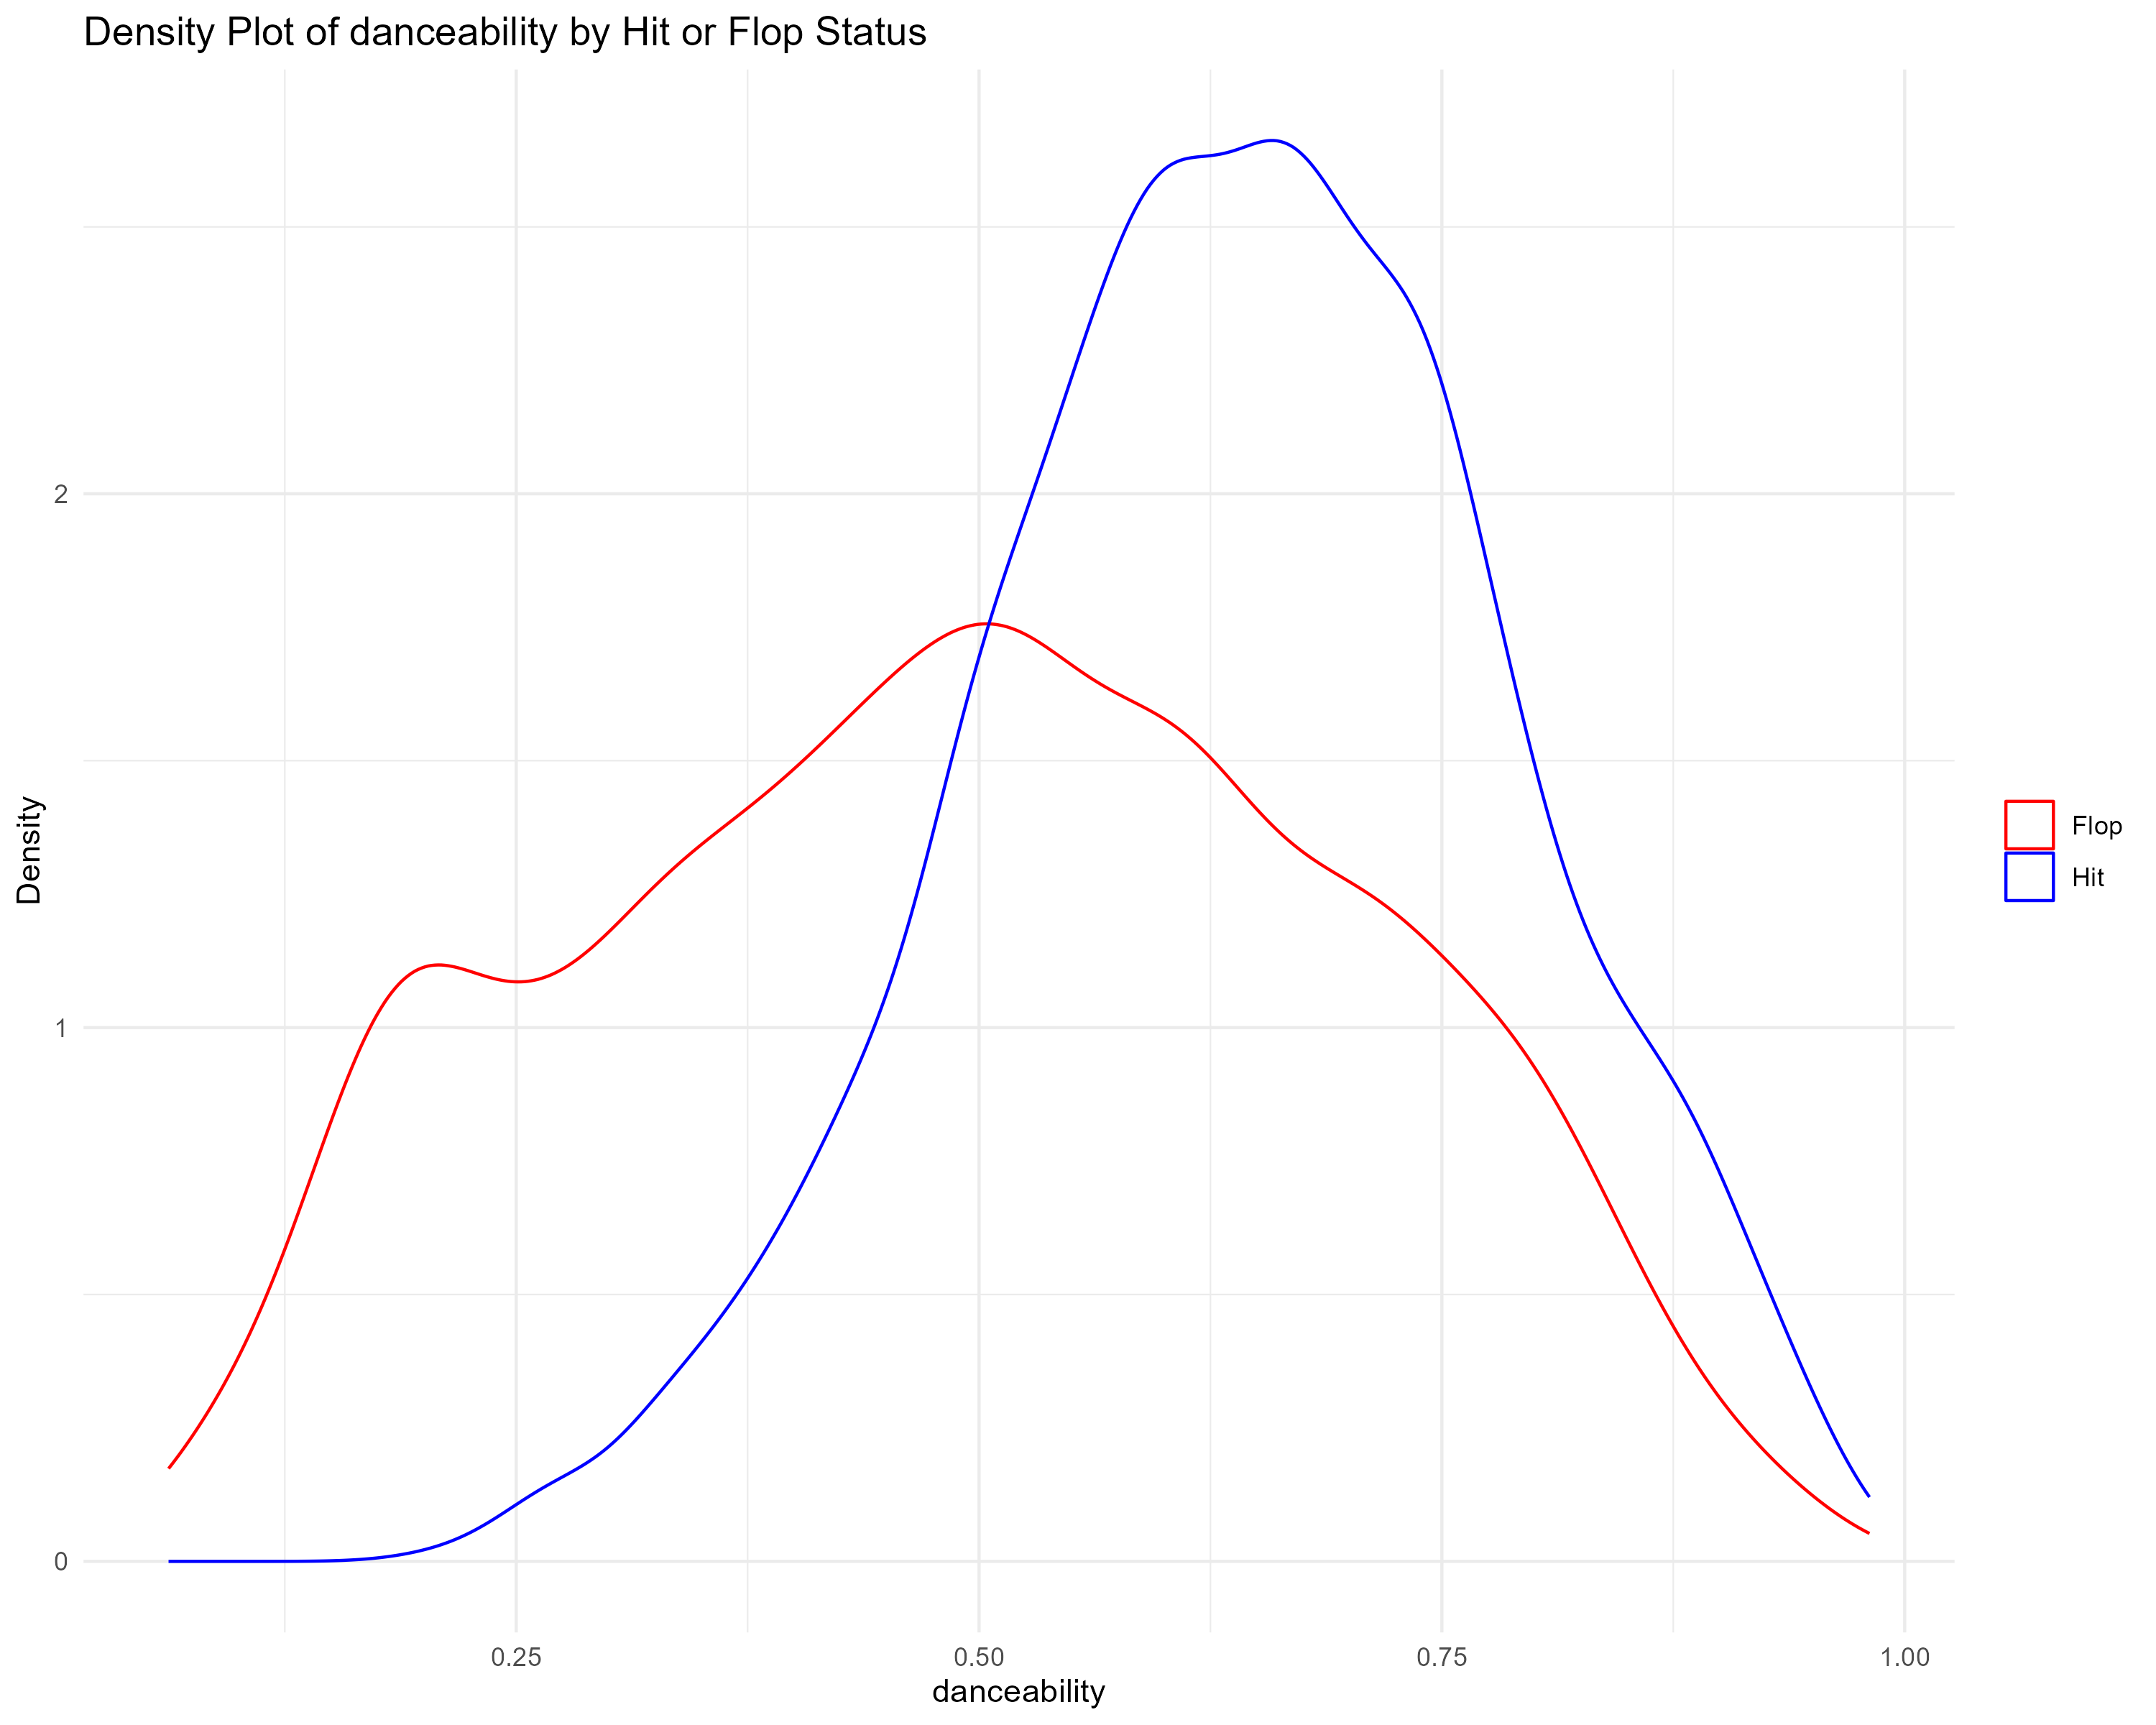 Density Plot of danceability by Hit or Flop Status
Density
2
1
0
0.25
0.50
0.75
1.00
danceability
Flop
Hit